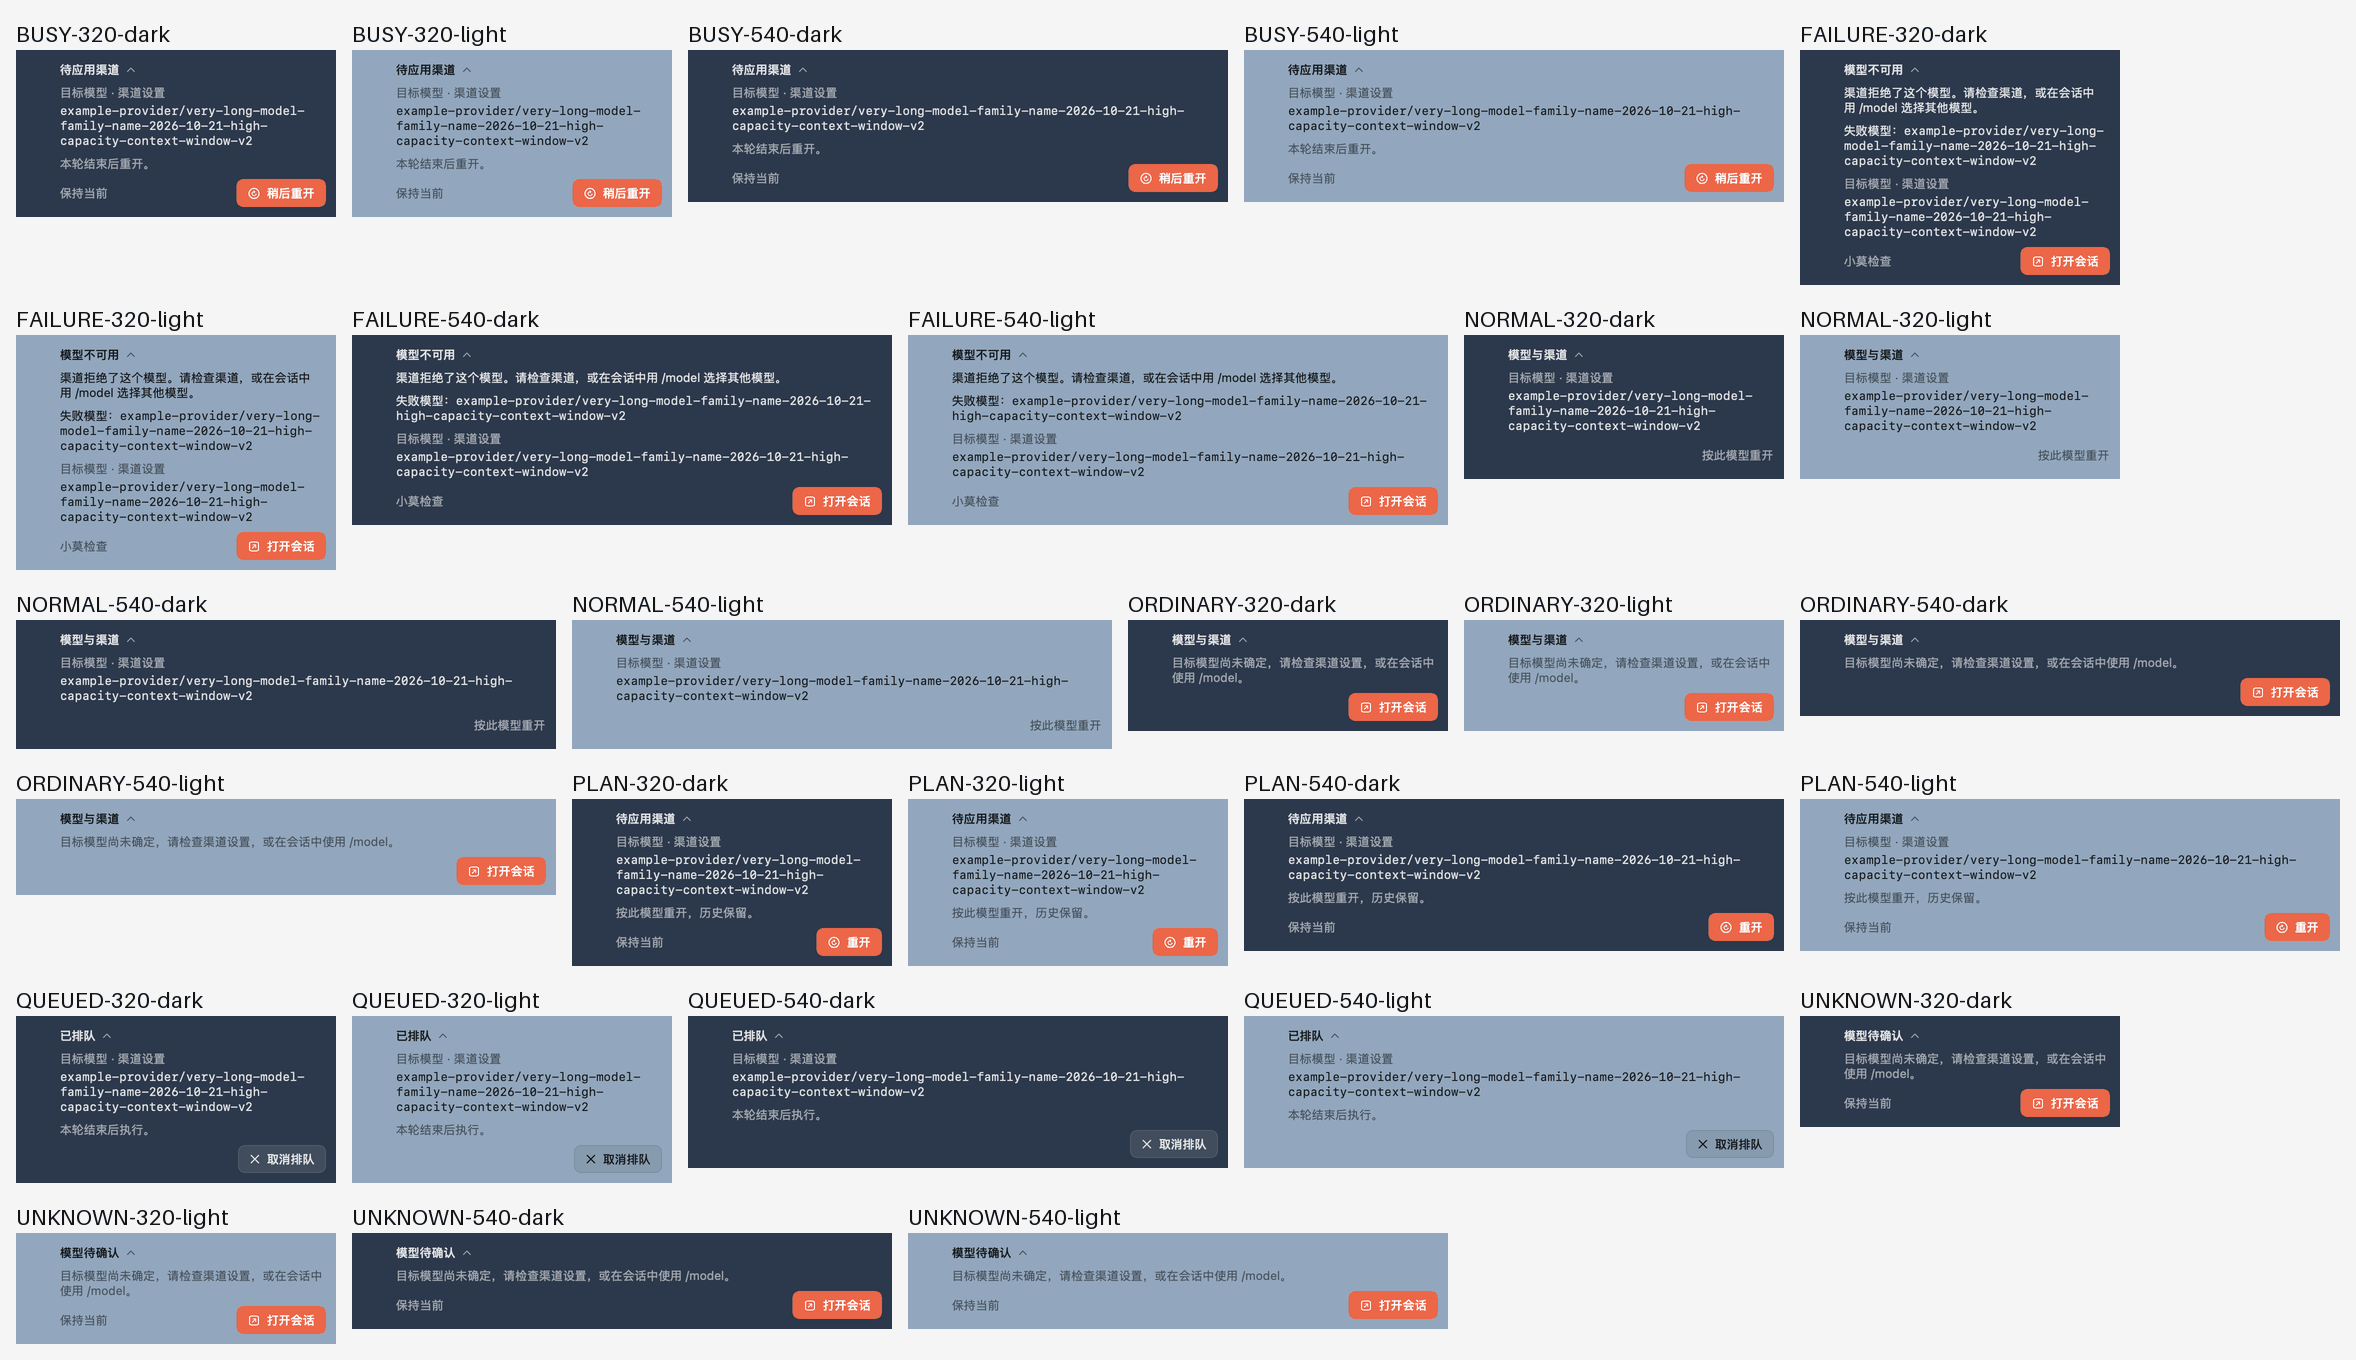 BUSY-320-dark
待应用渠道
目标模型 · 渠道设置
example-provider/very-long-model-
family-name-2026-10-21-high-
capacity-context-window-v2
本轮结束后重开。
保持当前
稍后重开
BUSY-320-light
待应用渠道
目标模型 · 渠道设置
example-provider/very-long-model-
family-name-2026-10-21-high-
capacity-context-window-v2
本轮结束后重开。
保持当前
稍后重开
BUSY-540-dark
待应用渠道
目标模型 · 渠道设置
example-provider/very-long-model-family-name-2026-10-21-high-
capacity-context-window-v2
本轮结束后重开。
保持当前
稍后重开
BUSY-540-light
待应用渠道
目标模型 · 渠道设置
example-provider/very-long-model-family-name-2026-10-21-high-
capacity-context-window-v2
本轮结束后重开。
保持当前
稍后重开
FAILURE-320-dark
模型不可用
渠道拒绝了这个模型。请检查渠道，或在会话中
用 /model 选择其他模型。
失败模型：example-provider/very-long-
model-family-name-2026-10-21-high-
capacity-context-window-v2
目标模型 · 渠道设置
example-provider/very-long-model-
family-name-2026-10-21-high-
capacity-context-window-v2
小莫检查
打开会话
FAILURE-320-light
模型不可用
渠道拒绝了这个模型。请检查渠道，或在会话中
用 /model 选择其他模型。
失败模型：example-provider/very-long-
model-family-name-2026-10-21-high-
capacity-context-window-v2
目标模型 · 渠道设置
example-provider/very-long-model-
family-name-2026-10-21-high-
capacity-context-window-v2
小莫检查
打开会话
FAILURE-540-dark
模型不可用
渠道拒绝了这个模型。请检查渠道，或在会话中用 /model 选择其他模型。
失败模型：example-provider/very-long-model-family-name-2026-10-21-
high-capacity-context-window-v2
目标模型 · 渠道设置
example-provider/very-long-model-family-name-2026-10-21-high-
capacity-context-window-v2
小莫检查
打开会话
FAILURE-540-light
模型不可用
渠道拒绝了这个模型。请检查渠道，或在会话中用 /model 选择其他模型。
失败模型：example-provider/very-long-model-family-name-2026-10-21-
high-capacity-context-window-v2
目标模型 · 渠道设置
example-provider/very-long-model-family-name-2026-10-21-high-
capacity-context-window-v2
小莫检查
打开会话
NORMAL-320-dark
模型与渠道
目标模型 · 渠道设置
example-provider/very-long-model-
family-name-2026-10-21-high-
capacity-context-window-v2
按此模型重开
NORMAL-320-light
模型与渠道
目标模型 · 渠道设置
example-provider/very-long-model-
family-name-2026-10-21-high-
capacity-context-window-v2
按此模型重开
NORMAL-540-dark
模型与渠道
目标模型 · 渠道设置
example-provider/very-long-model-family-name-2026-10-21-high-
capacity-context-window-v2
按此模型重开
NORMAL-540-light
模型与渠道
目标模型 · 渠道设置
example-provider/very-long-model-family-name-2026-10-21-high-
capacity-context-window-v2
按此模型重开
ORDINARY-320-dark
模型与渠道
目标模型尚未确定，请检查渠道设置，或在会话中
使用 /model。
打开会话
ORDINARY-320-light
模型与渠道
目标模型尚未确定，请检查渠道设置，或在会话中
使用 /model。
打开会话
ORDINARY-540-dark
模型与渠道
目标模型尚未确定，请检查渠道设置，或在会话中使用 /model。
打开会话
ORDINARY-540-light
模型与渠道
目标模型尚未确定，请检查渠道设置，或在会话中使用 /model。
打开会话
PLAN-320-dark
待应用渠道
目标模型 · 渠道设置
example-provider/very-long-model-
family-name-2026-10-21-high-
capacity-context-window-v2
按此模型重开，历史保留。
保持当前
重开
PLAN-320-light
待应用渠道
目标模型 · 渠道设置
example-provider/very-long-model-
family-name-2026-10-21-high-
capacity-context-window-v2
按此模型重开，历史保留。
保持当前
重开
PLAN-540-dark
待应用渠道
目标模型 · 渠道设置
example-provider/very-long-model-family-name-2026-10-21-high-
capacity-context-window-v2
按此模型重开，历史保留。
保持当前
重开
PLAN-540-light
待应用渠道
目标模型 · 渠道设置
example-provider/very-long-model-family-name-2026-10-21-high-
capacity-context-window-v2
按此模型重开，历史保留。
保持当前
重开
QUEUED-320-dark
已排队
目标模型 · 渠道设置
example-provider/very-long-model-
family-name-2026-10-21-high-
capacity-context-window-v2
本轮结束后执行。
取消排队
QUEUED-320-light
已排队
目标模型 · 渠道设置
example-provider/very-long-model-
family-name-2026-10-21-high-
capacity-context-window-v2
本轮结束后执行。
取消排队
QUEUED-540-dark
已排队
目标模型 · 渠道设置
example-provider/very-long-model-family-name-2026-10-21-high-
capacity-context-window-v2
本轮结束后执行。
取消排队
QUEUED-540-light
已排队
目标模型 · 渠道设置
example-provider/very-long-model-family-name-2026-10-21-high-
capacity-context-window-v2
本轮结束后执行。
取消排队
UNKNOWN-320-dark
模型待确认
目标模型尚未确定，请检查渠道设置，或在会话中
使用 /model。
保持当前
打开会话
UNKNOWN-320-light
模型待确认
目标模型尚未确定，请检查渠道设置，或在会话中
使用 /model。
保持当前
打开会话
UNKNOWN-540-dark
模型待确认
目标模型尚未确定，请检查渠道设置，或在会话中使用 /model。
保持当前
打开会话
UNKNOWN-540-light
模型待确认
目标模型尚未确定，请检查渠道设置，或在会话中使用 /model。
保持当前
打开会话